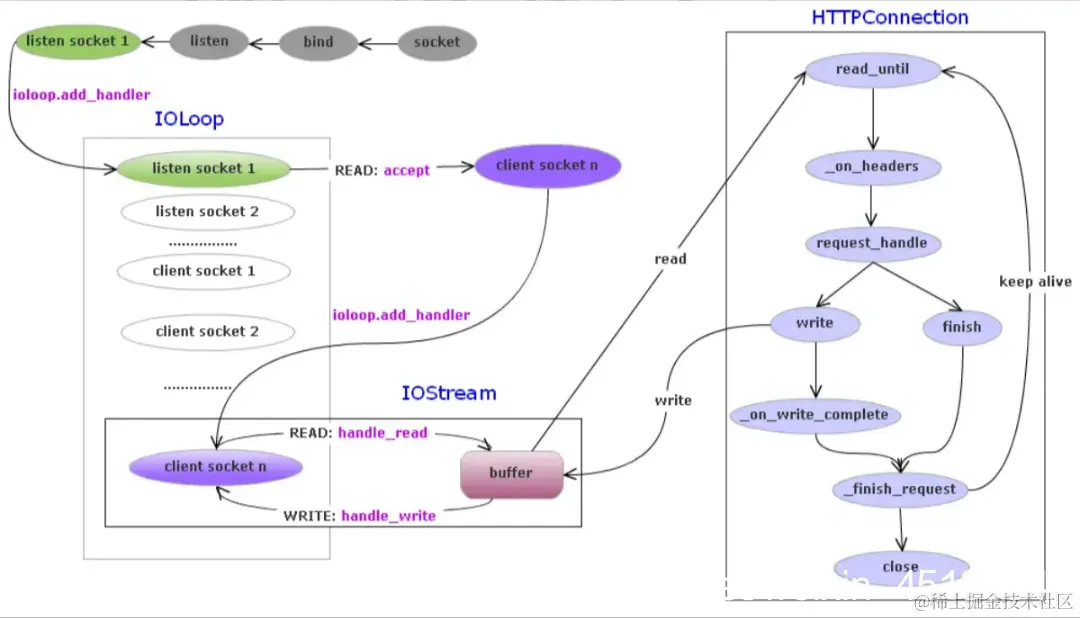 HTTPConnection
listen socket 1
listen
bind
socket
read_until
ioloop.add_handler
IOLoop
listen socket 1
READ: accept
client socket n
_on_headers
listen socket 2
..................
request_handle
client socket 1
read
keep alive
ioloop.add_handler
write
finish
client socket 2
..................
IOStream
write
_on_write_complete
READ: handle_read
client socket n
buffer
_finish_request
WRITE: handle_write
close
@稀土掘金技术社区